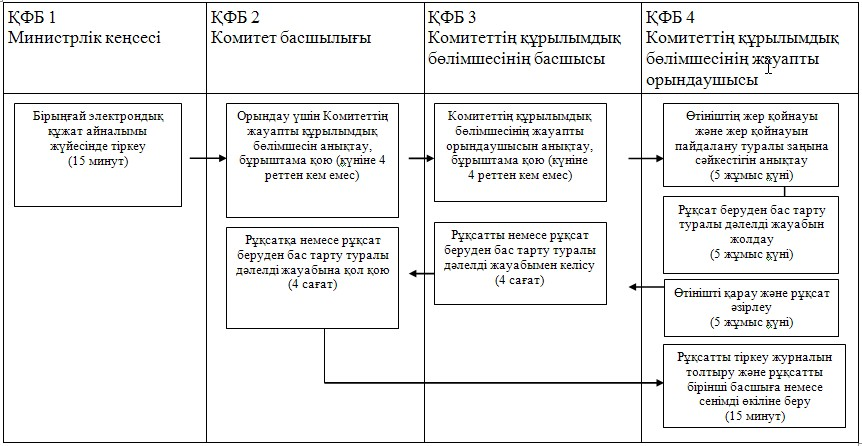 ҚФБ 1
Министрлік кеңсесі
ҚФБ 2
Комитет басшылығы
ҚФБ 3
Комитеттің құрылымдық
бөлімшесінің басшысы
ҚФБ 4
Комитеттің құрылымдық
бөлімшесінің жауапты
орындаушысы
Бірыңғай электрондық
құжат айналымы
жүйесінде тіркеу
(15 минут)
Орындау үшін Комитеттің
жауапты құрылымдық
бөлімшесін анықтау,
бұрыштама қою (күніне 4
реттен кем емес)
Комитеттің құрылымдық
бөлімшесінің жауапты
орындаушысын анықтау,
бұрыштама қою (күніне
4 реттен кем емес)
Өтініштің жер қойнауы
және жер қойнауын
пайдалану туралы заңына
сәйкестігін анықтау
(5 жұмыс күні)
Рұқсатқа немесе рұқсат
беруден бас тарту туралы
дәлелді жауабына қол қою
(4 сағат)
Рұқсатты немесе рұқсат
беруден бас тарту туралы
дәлелді жауабымен келісу
(4 сағат)
Рұқсат беруден бас тарту
туралы дәлелді жауабын
жолдау
(5 жұмыс күні)
Өтінішті қарау және рұқсат
әзірлеу
(5 жұмыс күні)
Рұқсатты тіркеу журналын
толтыру және рұқсатты
бірінші басшыға немесе
сенімді өкіліне беру
(15 минут)